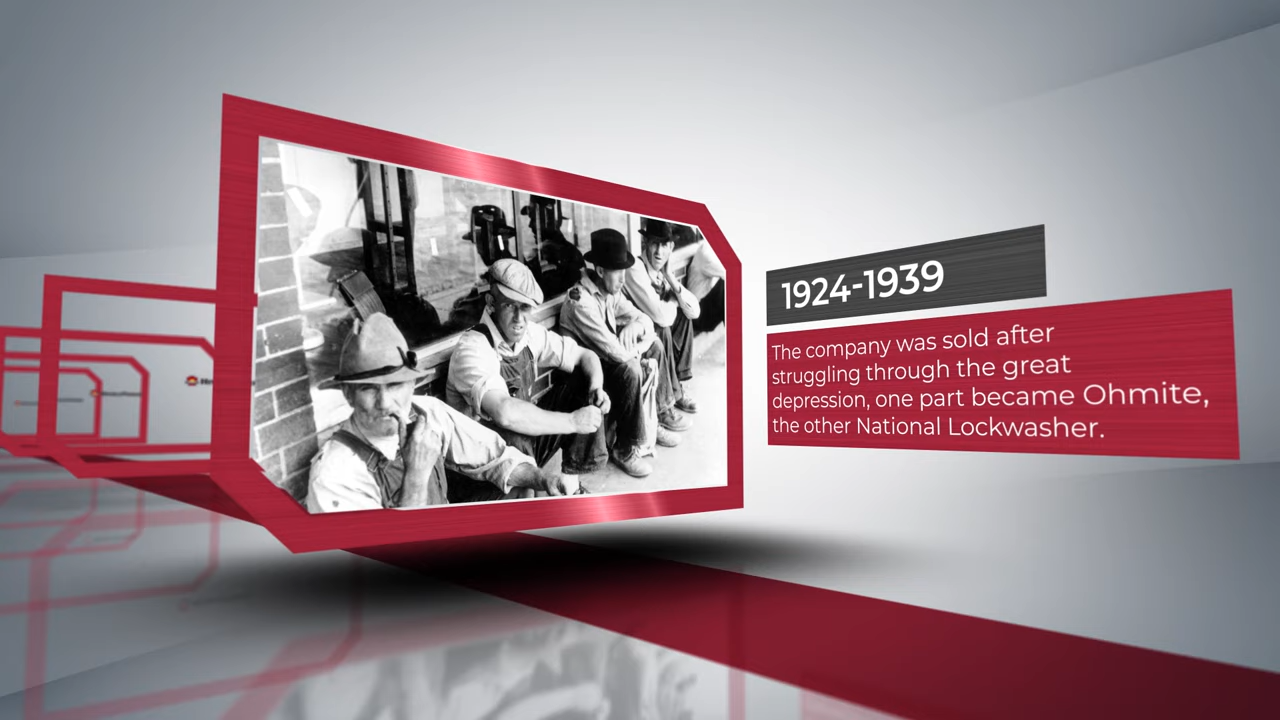 1924-1939
The company was sold after
struggling through the great
depression, one part became Ohmite,
the other National Lockwasher.